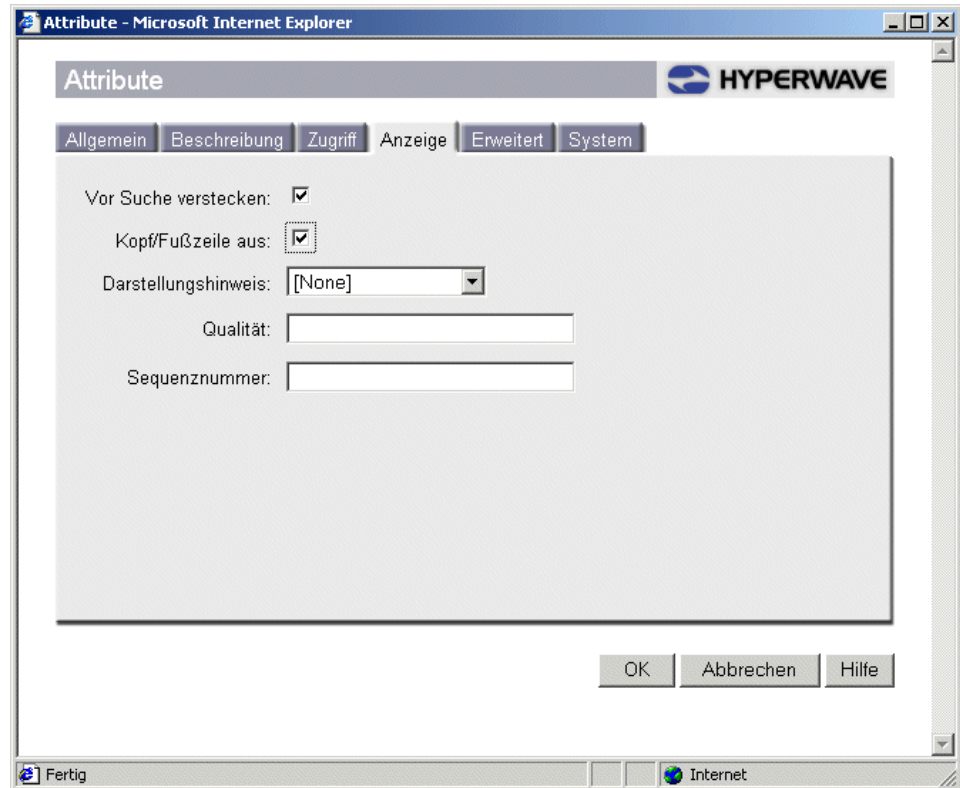 Attribute - Microsoft Internet Explorer
Attribute HYPERWAVE
Allgemein Beschreibung Zugriff Anzeige Erweitert System
Vor Suche verstecken:
Kopf/Fußzeile aus:
Darstellungshinweis: [None]
Qualität:
Sequenznummer:
OK Abbrechen Hilfe
Fertig Internet